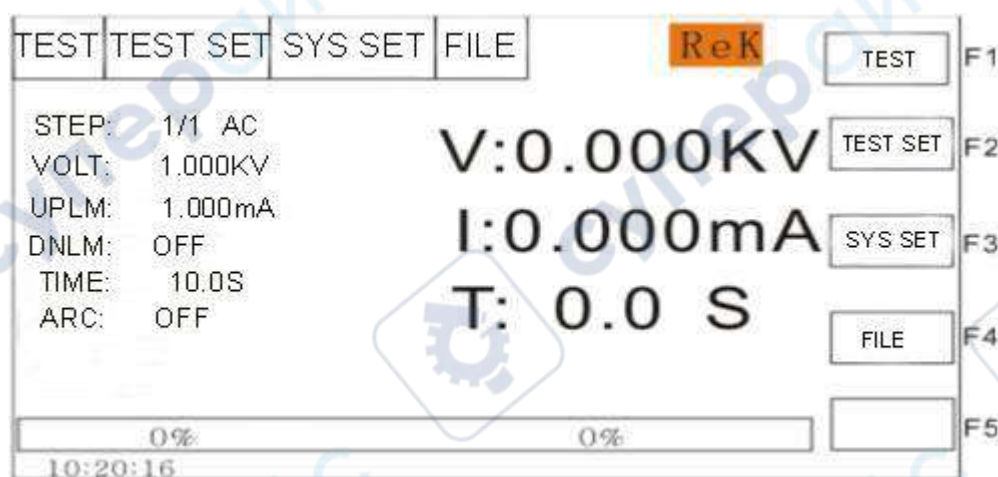 TEST TEST SET SYS SET FILE ReK TEST F1
STEP: 1/1 AC
VOLT: 1.000KV
UPLM: 1.000mA
DNLM: OFF
TIME: 10.0S
ARC: OFF
V:0.000KV
I:0.000mA
T: 0.0 S
TEST SET F2
SYS SET F3
FILE F4
F5
0% 0%
10:20:16